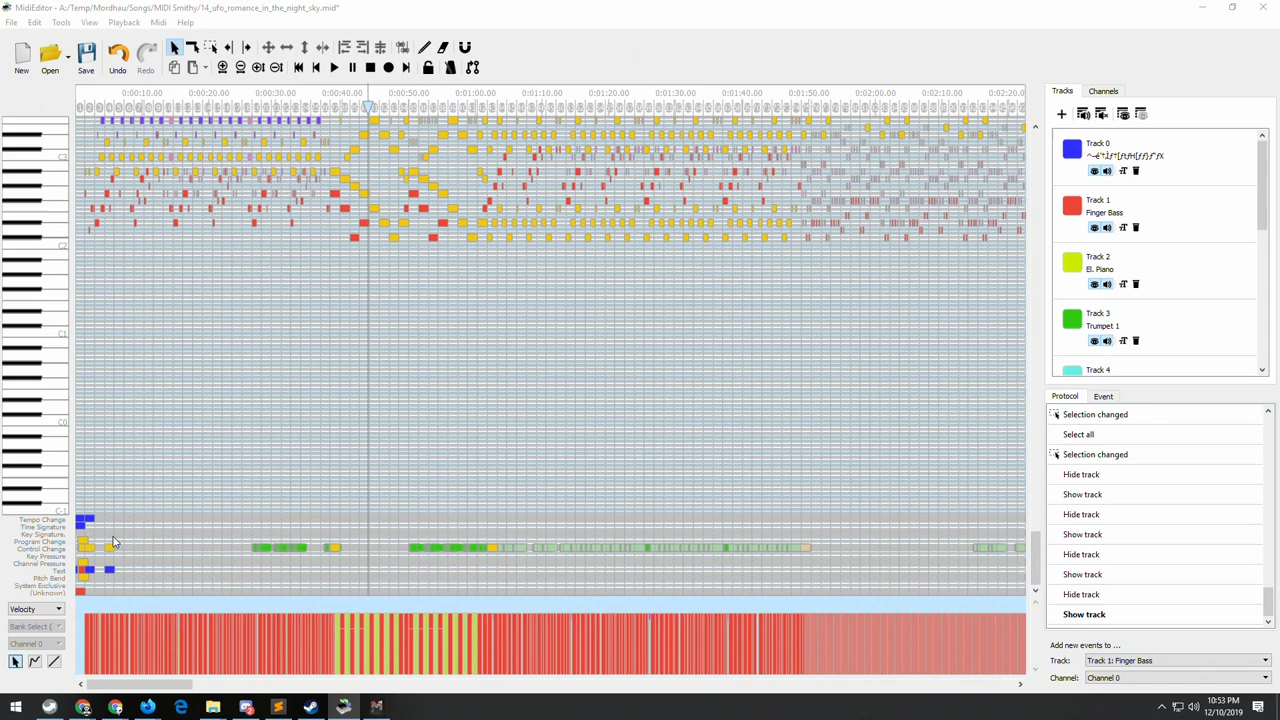 MidiEditor - A:/Temp/Mordhau/Songs/MIDI Smithy/14_ufo_romance_in_the_night_sky.mid*
File Edit Tools View Playback Midi Help
New Open Save Undo Redo
0:00:10.00 0:00:20.00 0:00:30.00 0:00:40.00 0:00:50.00 0:01:00.00 0:01:10.00 0:01:20.00 0:01:30.00 0:01:40.00 0:01:50.00 0:02:00.00 0:02:10.00 0:02:20.00
C3
C2
C1
C0
C-1
Tempo Change
Time Signature
Key Signature
Program Change
Control Change
Key Pressure
Channel Pressure
Text
Pitch Bend
System Exclusive
(Unknown)
Velocity
Bank Select (
Channel 0
Tracks Channels
Track 0
Track 1
Finger Bass
Track 2
El. Piano
Track 3
Trumpet 1
Track 4
Protocol Event
Selection changed
Select all
Selection changed
Hide track
Show track
Hide track
Show track
Hide track
Show track
Hide track
Show track
Add new events to ...
Track: Track 1: Finger Bass
Channel: Channel 0
10:53 PM
12/10/2019